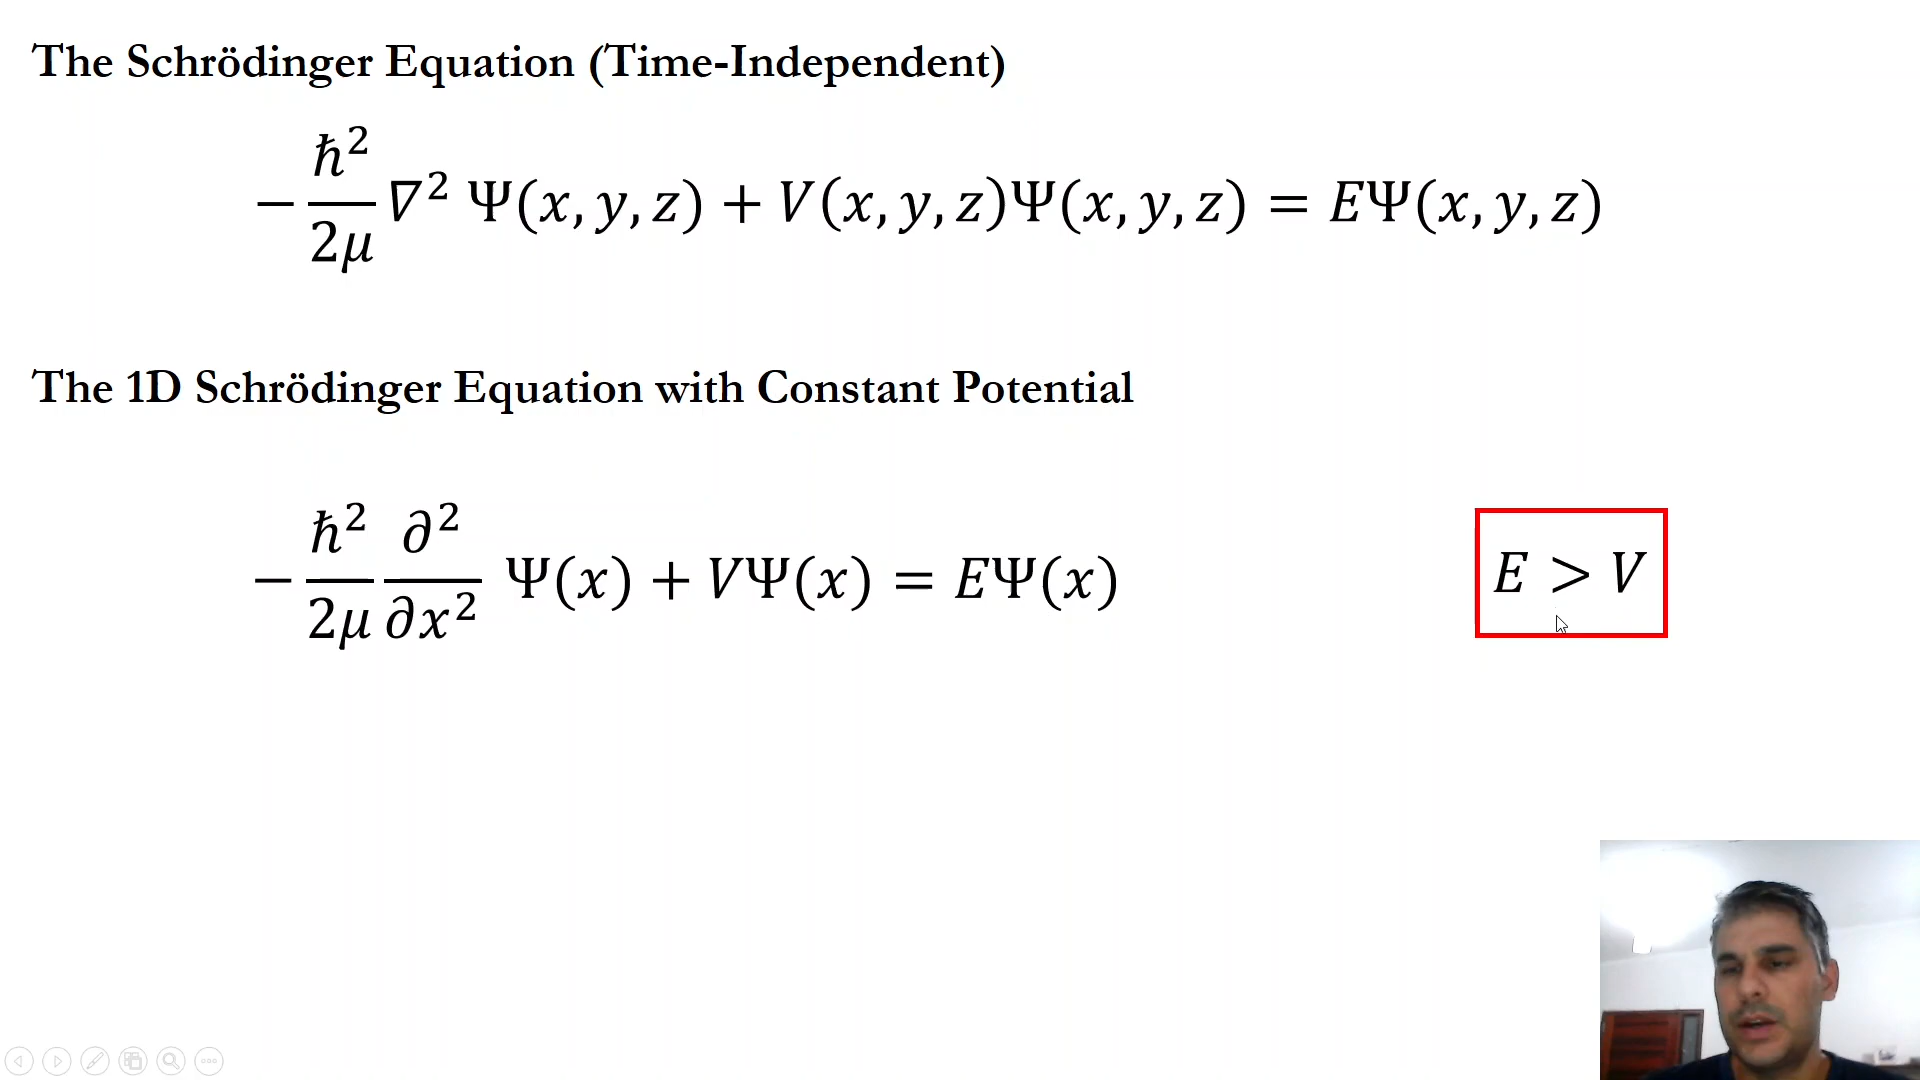 The Schrödinger Equation (Time-Independent)
−ℏ²/2μ ∇² Ψ(x, y, z) + V(x, y, z)Ψ(x, y, z) = EΨ(x, y, z)
The 1D Schrödinger Equation with Constant Potential
−ℏ²/2μ ∂²/∂x² Ψ(x) + VΨ(x) = EΨ(x)
E > V